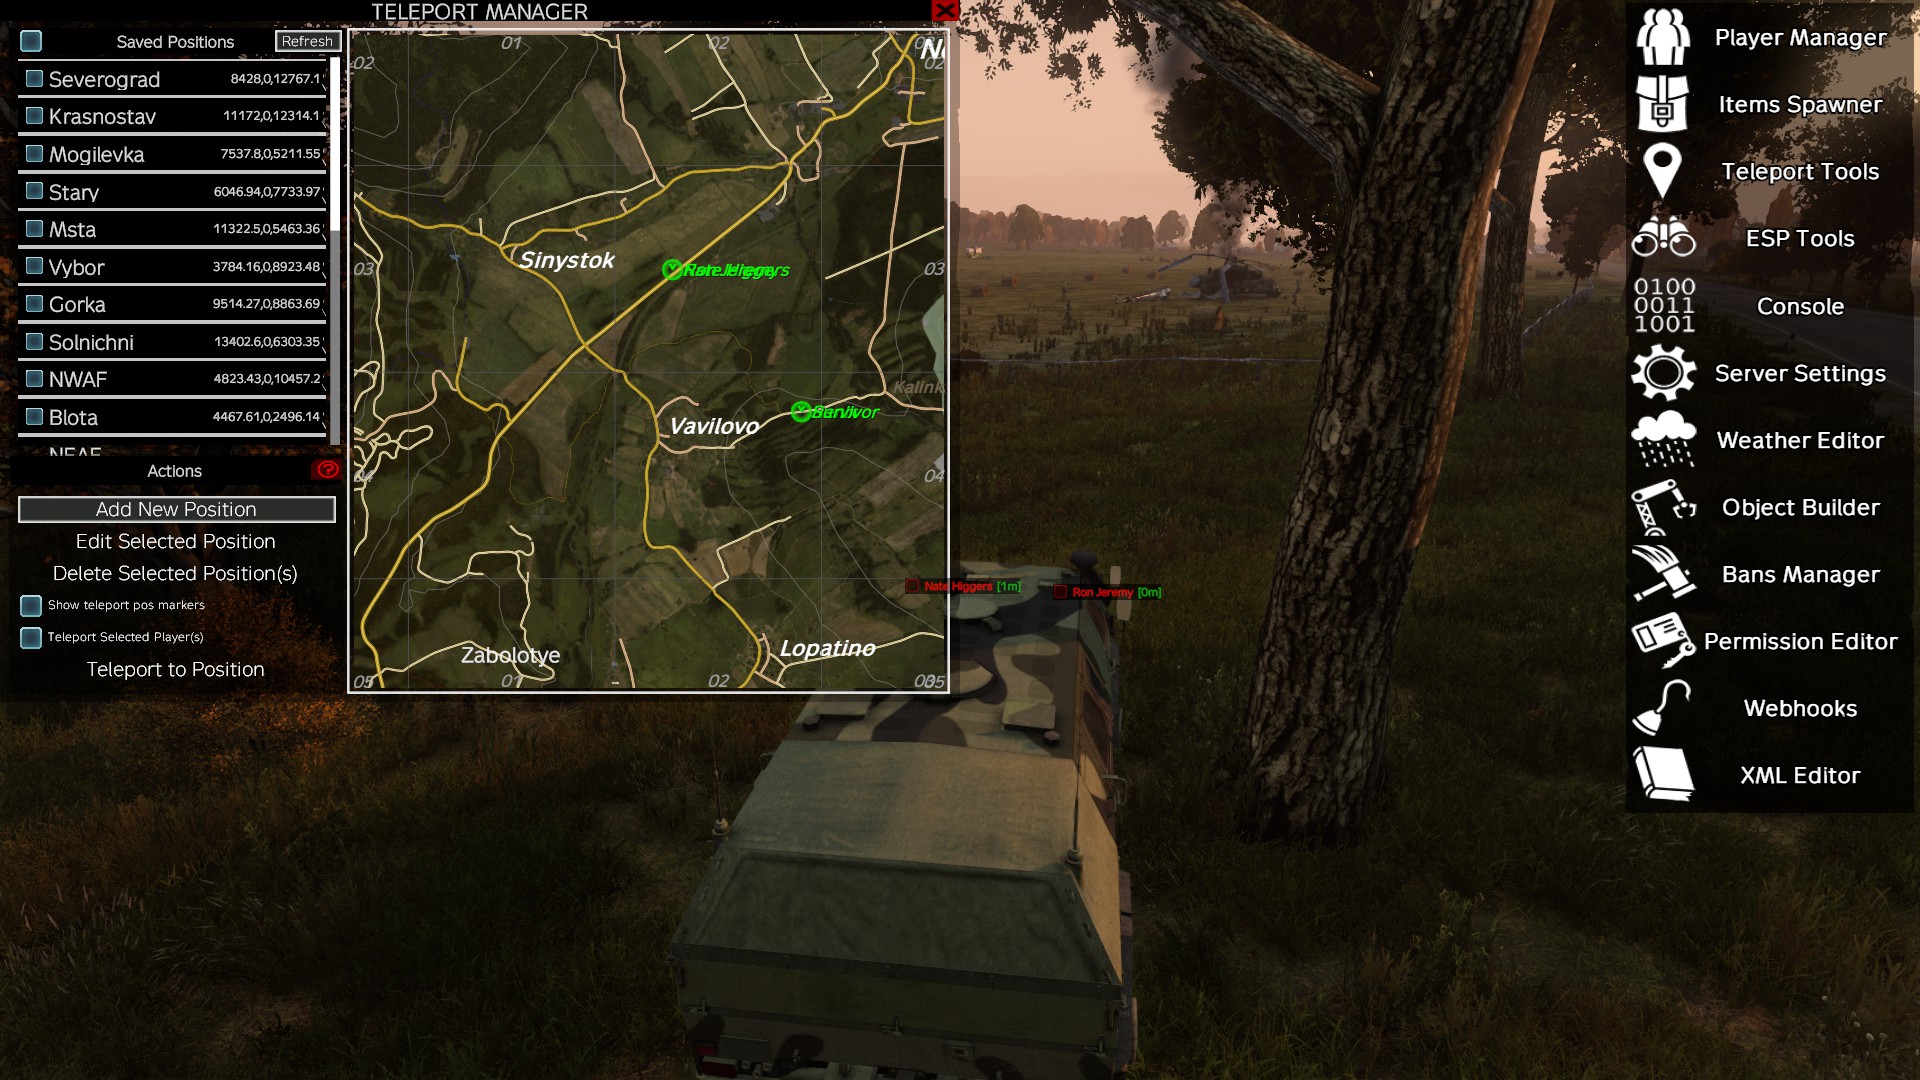 TELEPORT MANAGER
Saved Positions
Refresh
Severograd 8428,0,12767.1
Krasnostav 11172,0,12314.1
Mogilevka 7537.8,0,5211.55
Stary 6046.94,0,7733.97
Msta 11322.5,0,5463.36
Vybor 3784.16,0,8923.48
Gorka 9514.27,0,8863.69
Solnichni 13402.6,0,6303.35
NWAF 4823.43,0,10457.2
Blota 4467.61,0,2496.14
NEAF
Actions
Add New Position
Edit Selected Position
Delete Selected Position(s)
Show teleport pos markers
Teleport Selected Player(s)
Teleport to Position
01
02
02
02
Sinystok
03
03
Kalink
Survivor
Vavilovo
04
04
Zabolotye
Lopatino
05
01
02
Nate Higgers [1m]
Ron Jeremy [0m]
Player Manager
Items Spawner
Teleport Tools
ESP Tools
0100
0011
1001
Console
Server Settings
Weather Editor
Object Builder
Bans Manager
Permission Editor
Webhooks
XML Editor